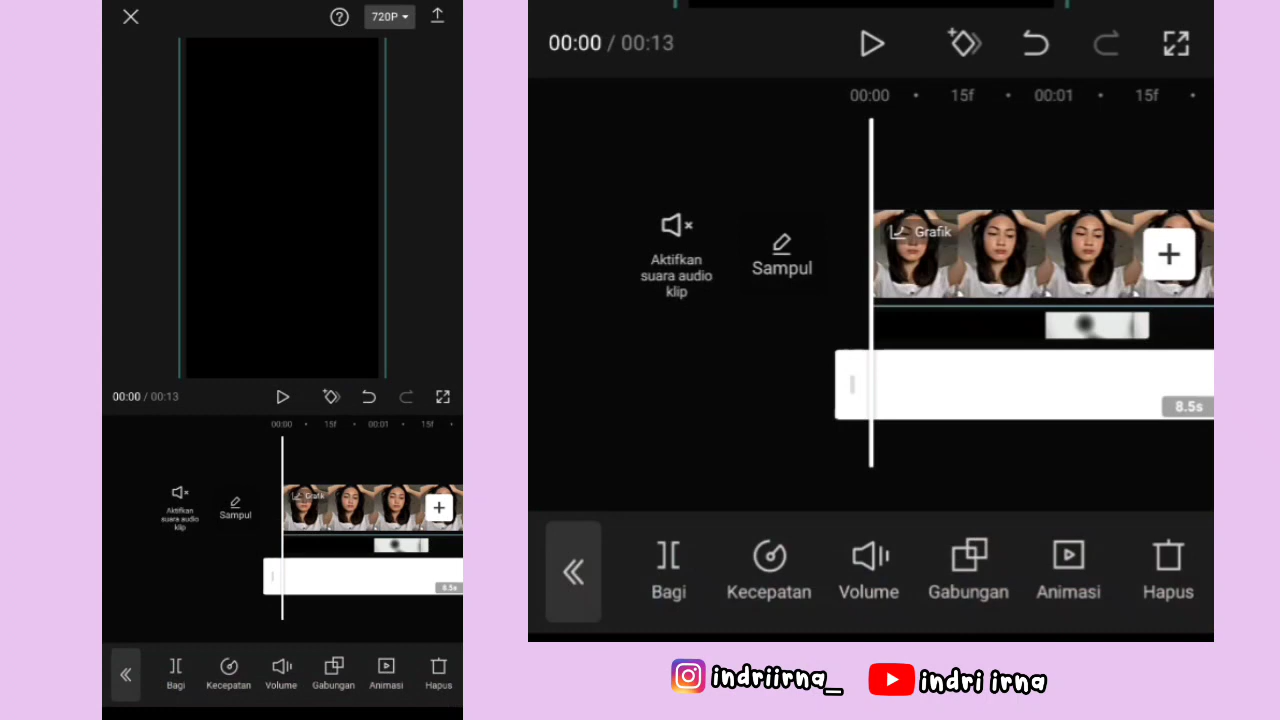 720P
00:00 / 00:13
00:00 15f 00:01 15f
Grafik
Aktifkan
suara audio
klip
Sampul
8.5s
Bagi Kecepatan Volume Gabungan Animasi Hapus
00:00 / 00:13
00:00 15f 00:01 15f
Grafik
Aktifkan
suara audio
klip
Sampul
8.5s
Bagi Kecepatan Volume Gabungan Animasi Hapus
indriirna_ indri irna